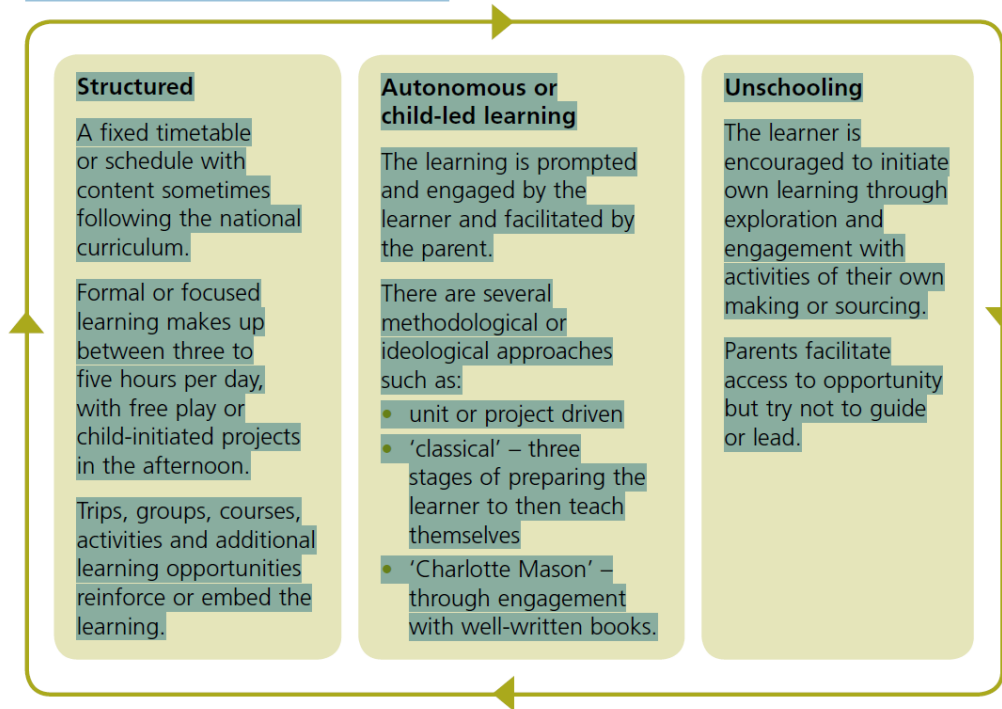 Structured
A fixed timetable
or schedule with
content sometimes
following the national
curriculum.
Formal or focused
learning makes up
between three to
five hours per day,
with free play or
child-initiated projects
in the afternoon.
Trips, groups, courses,
activities and additional
learning opportunities
reinforce or embed the
learning.
Autonomous or
child-led learning
The learning is prompted
and engaged by the
learner and facilitated by
the parent.
There are several
methodological or
ideological approaches
such as:
• unit or project driven
• ‘classical’ – three
stages of preparing the
learner to then teach
themselves
• ‘Charlotte Mason’ –
through engagement
with well-written books.
Unschooling
The learner is
encouraged to initiate
own learning through
exploration and
engagement with
activities of their own
making or sourcing.
Parents facilitate
access to opportunity
but try not to guide
or lead.